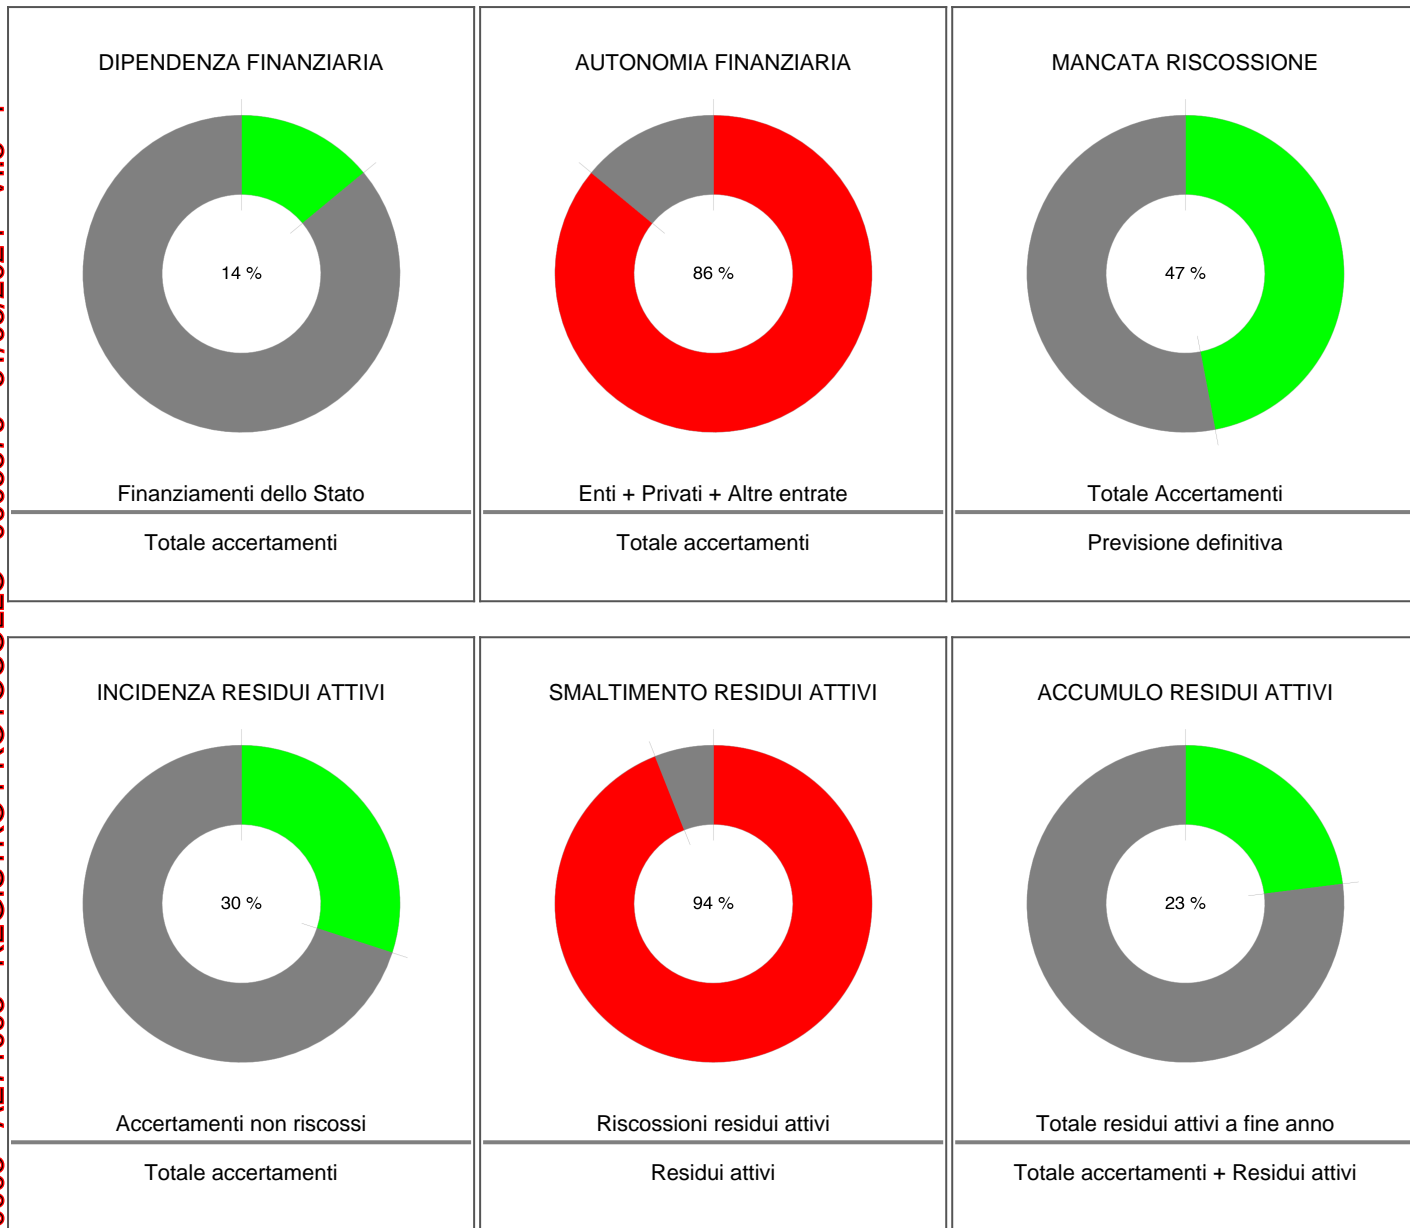 DIPENDENZA FINANZIARIA
14 %
Finanziamenti dello Stato
Totale accertamenti
AUTONOMIA FINANZIARIA
86 %
Enti + Privati + Altre entrate
Totale accertamenti
MANCATA RISCOSSIONE
47 %
Totale Accertamenti
Previsione definitiva
INCIDENZA RESIDUI ATTIVI
30 %
Accertamenti non riscossi
Totale accertamenti
SMALTIMENTO RESIDUI ATTIVI
94 %
Riscossioni residui attivi
Residui attivi
ACCUMULO RESIDUI ATTIVI
23 %
Totale residui attivi a fine anno
Totale accertamenti + Residui attivi